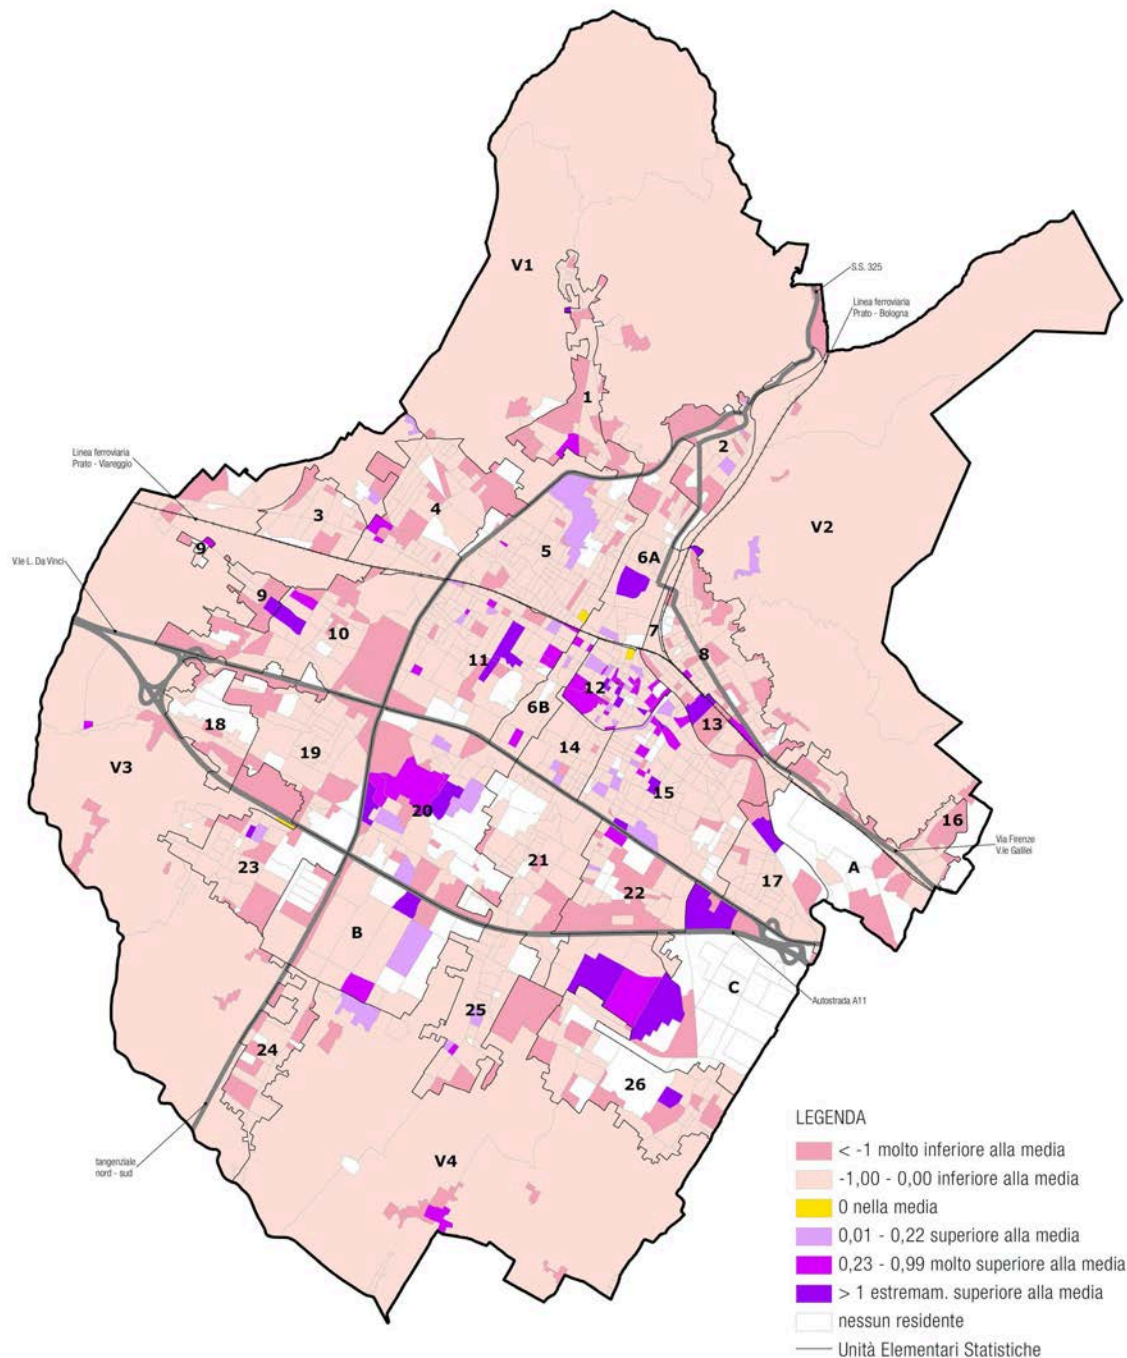 V1
S.S. 325
Linea ferroviaria
Prato - Bologna
1
2
Linea ferroviaria
Prato - Viareggio
3
4
V2
5
6A
9
V.le L. Da Vinci
9
10
7
8
11
12
6B
13
18
14
19
V3
15
20
16
Via Firenze
V.le Galilei
21
23
A
17
22
B
C
Autostrada A11
25
24
26
tangenziale
nord - sud
V4
LEGENDA
< -1 molto inferiore alla media
-1,00 - 0,00 inferiore alla media
0 nella media
0,01 - 0,22 superiore alla media
0,23 - 0,99 molto superiore alla media
> 1 estremam. superiore alla media
nessun residente
Unità Elementari Statistiche